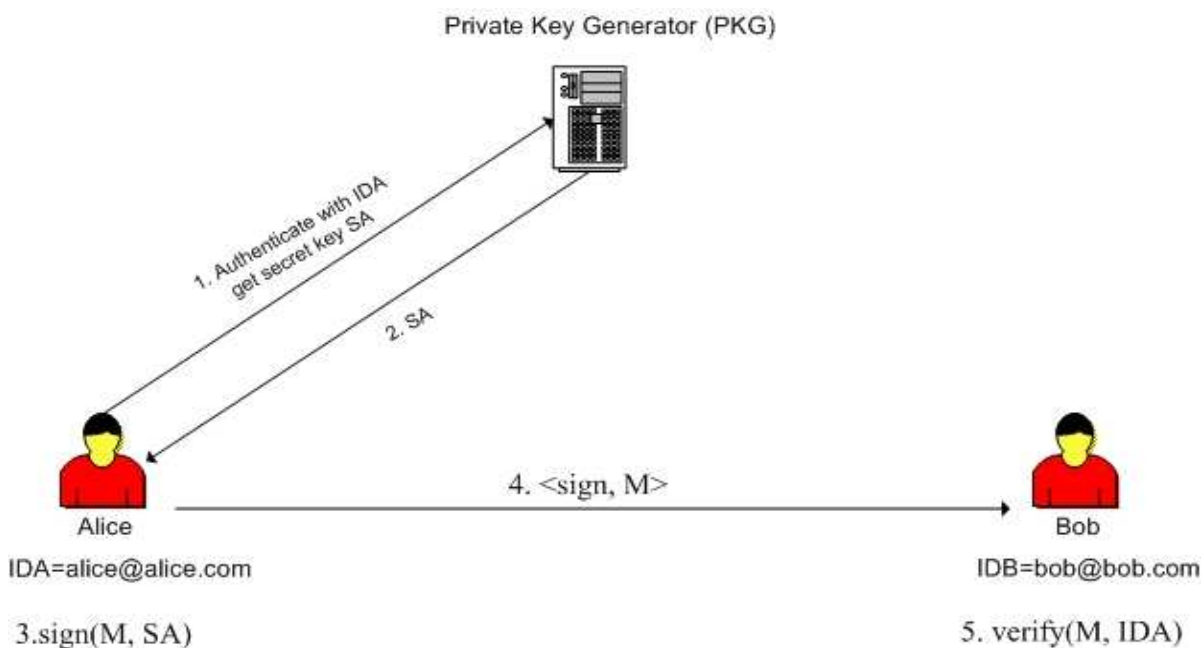 Private Key Generator (PKG)
1. Authenticate with IDA
get secret key SA
2. SA
4. <sign, M>
Alice
Bob
IDA=alice@alice.com
IDB=bob@bob.com
3.sign(M, SA)
5. verify(M, IDA)